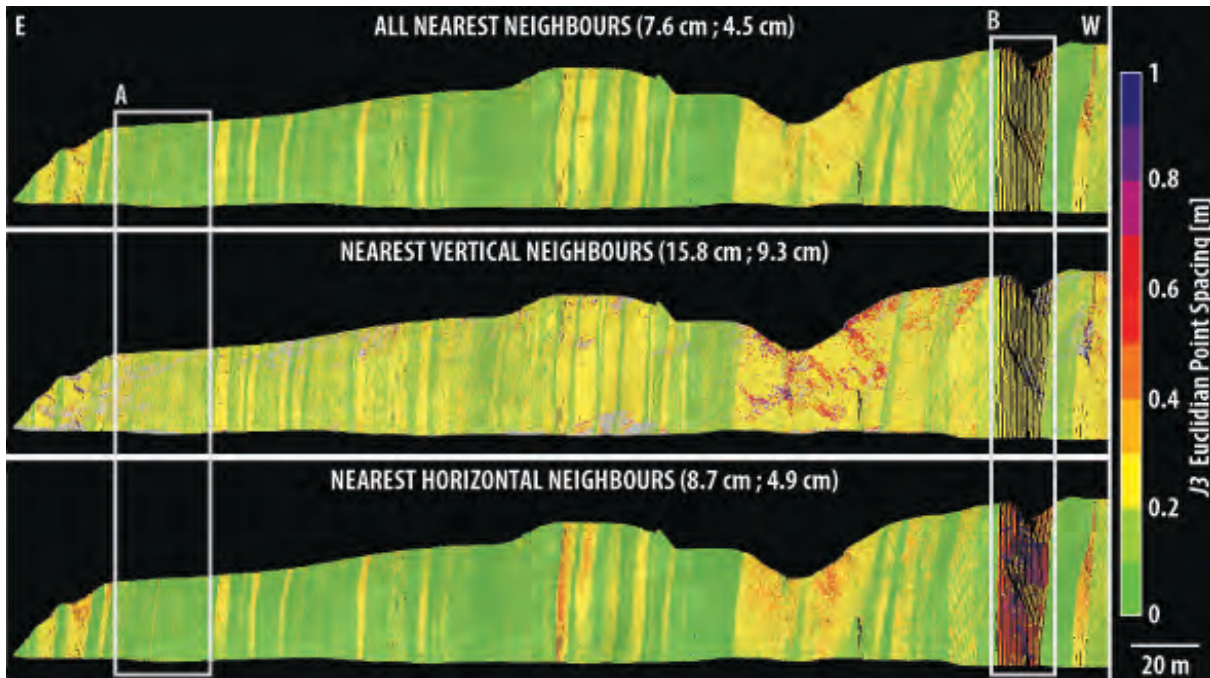 E
ALL NEAREST NEIGHBOURS (7.6 cm ; 4.5 cm)
B
W
A
1
0.8
0.6
0.4
0.2
0
J3 Euclidian Point Spacing [m]
20 m
NEAREST VERTICAL NEIGHBOURS (15.8 cm ; 9.3 cm)
NEAREST HORIZONTAL NEIGHBOURS (8.7 cm ; 4.9 cm)